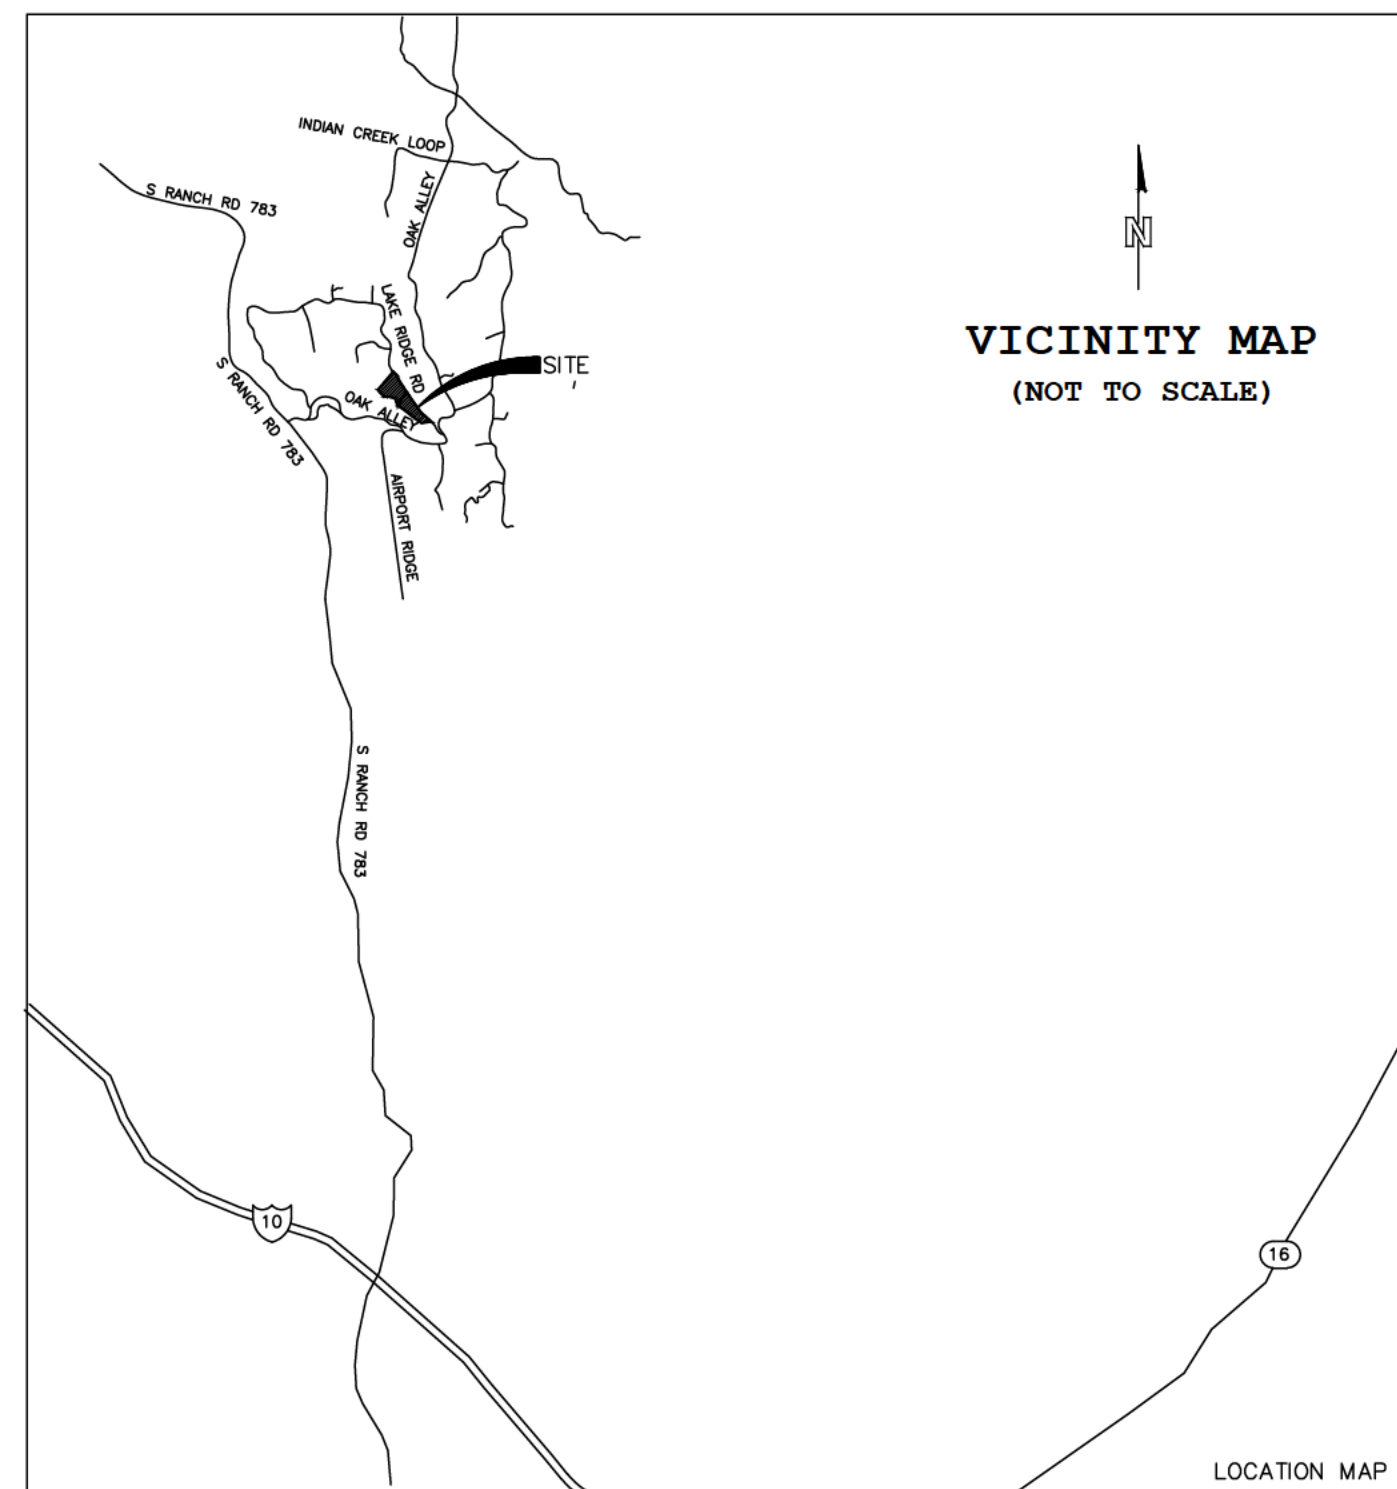 INDIAN CREEK LOOP
S RANCH RD 783
OAK ALLEY
N
LAKE RIDGE RD
VICINITY MAP
(NOT TO SCALE)
SITE
S RANCH RD 783
OAK ALLEY
AIRPORT RIDGE
S RANCH RD 783
10
16
LOCATION MAP